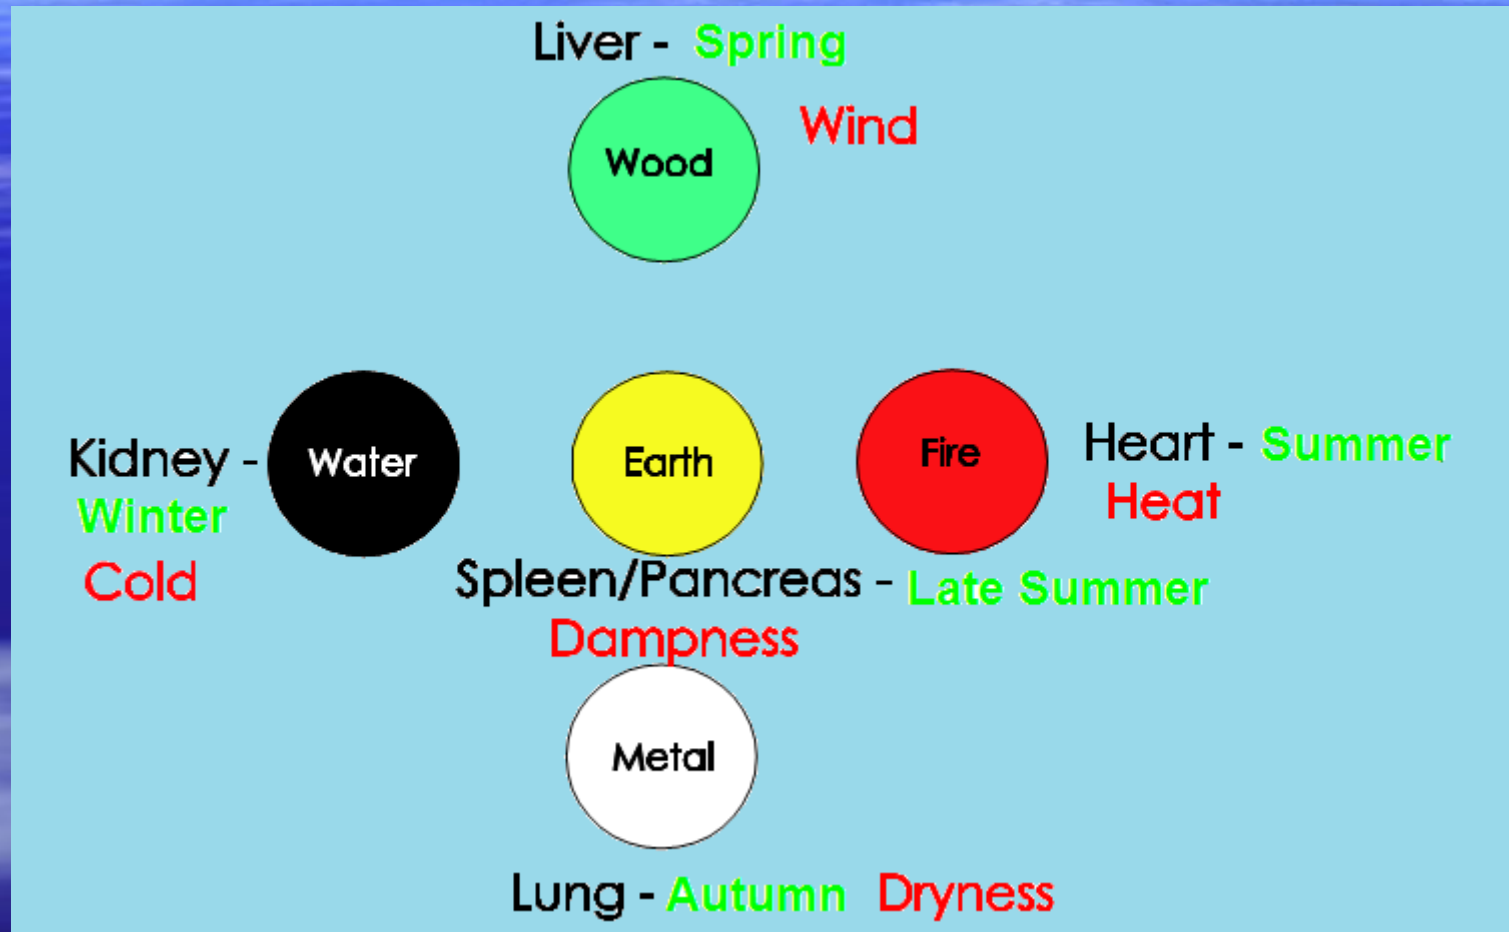 Liver - Spring
Wood
Wind
Kidney -
Winter
Cold
Water
Earth
Fire
Heart - Summer
Heat
Spleen/Pancreas - Late Summer
Dampness
Metal
Lung - Autumn Dryness